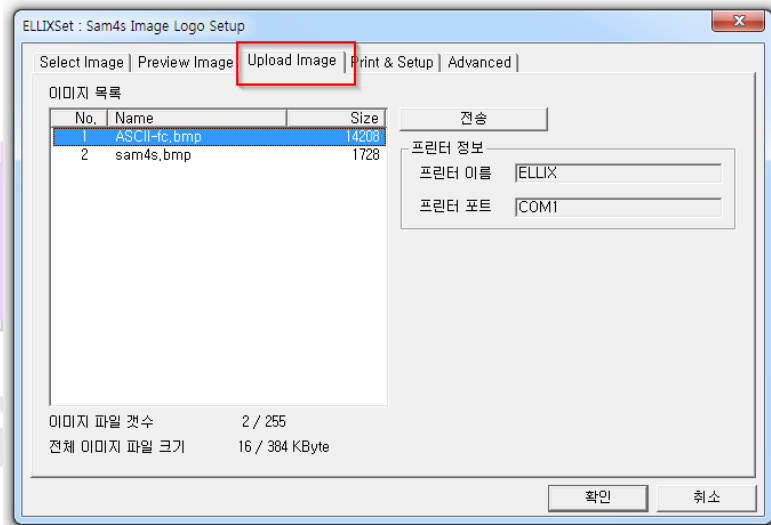 ELLIXSet : Sam4s Image Logo Setup
Select Image Preview Image Upload Image Print & Setup Advanced
이미지 목록
No. Name Size
1 ASCII-fc.bmp 14208
2 sam4s.bmp 1728
전송
프린터 정보
프린터 이름 ELLIX
프린터 포트 COM1
이미지 파일 갯수 2 / 255
전체 이미지 파일 크기 16 / 384 KByte
확인 취소